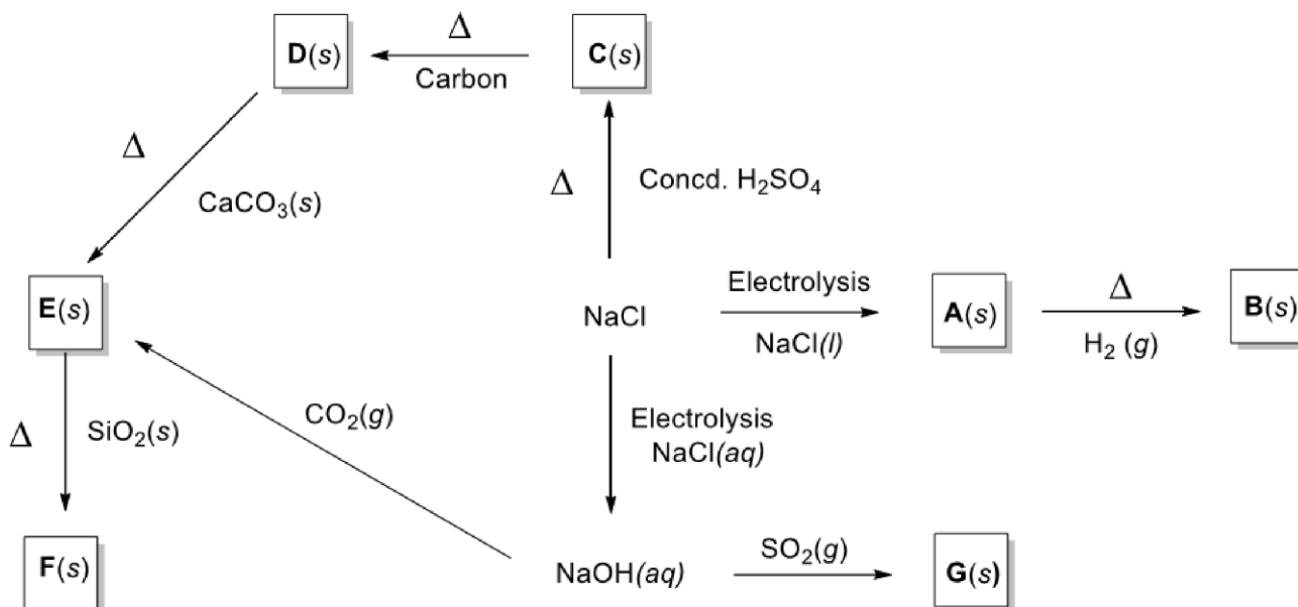 D(s)
Δ
Carbon
C(s)
Δ
CaCO₃(s)
Δ
Concd. H₂SO₄
E(s)
NaCl
Electrolysis
NaCl(l)
A(s)
Δ
H₂ (g)
B(s)
Δ
SiO₂(s)
CO₂(g)
Electrolysis
NaCl(aq)
F(s)
NaOH(aq)
SO₂(g)
G(s)